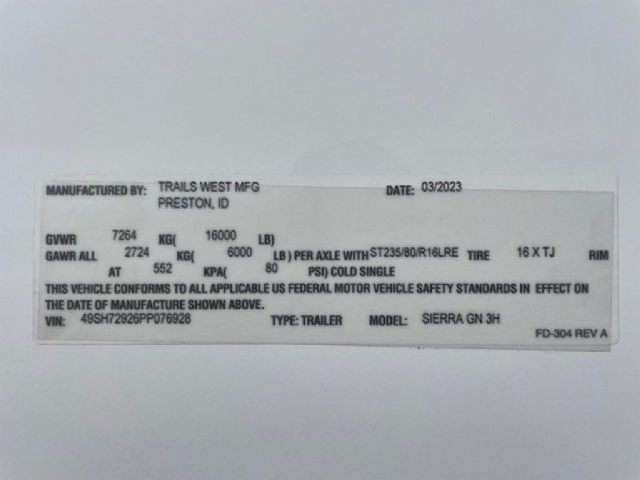 MANUFACTURED BY: TRAILS WEST MFG DATE: 03/2023
PRESTON, ID
GVWR 7264 KG( 16000 LB)
GAWR ALL 2724 KG( 6000 LB ) PER AXLE WITH ST235/80/R16LRE TIRE 16 X TJ RIM
AT 552 KPA( 80 PSI) COLD SINGLE
THIS VEHICLE CONFORMS TO ALL APPLICABLE US FEDERAL MOTOR VEHICLE SAFETY STANDARDS IN EFFECT ON
THE DATE OF MANUFACTURE SHOWN ABOVE.
VIN: 49SH72926PP076928 TYPE: TRAILER MODEL: SIERRA GN 3H
FD-304 REV A